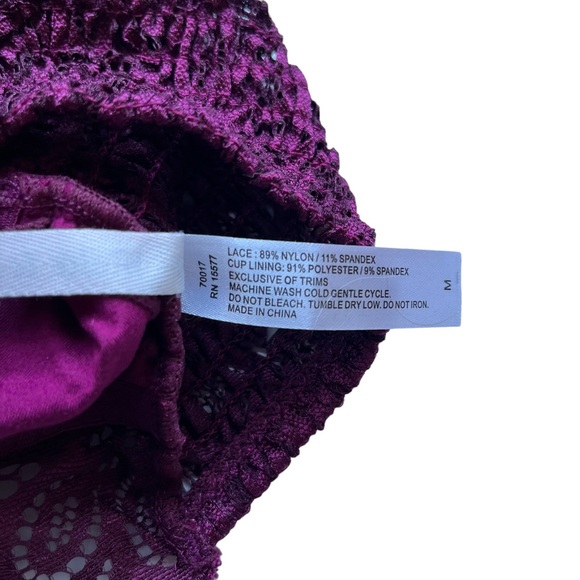 70017
RN 15577
LACE : 89% NYLON / 11% SPANDEX
CUP LINING: 91% POLYESTER / 9% SPANDEX
EXCLUSIVE OF TRIMS
MACHINE WASH COLD GENTLE CYCLE.
DO NOT BLEACH. TUMBLE DRY LOW. DO NOT IRON.
MADE IN CHINA
M